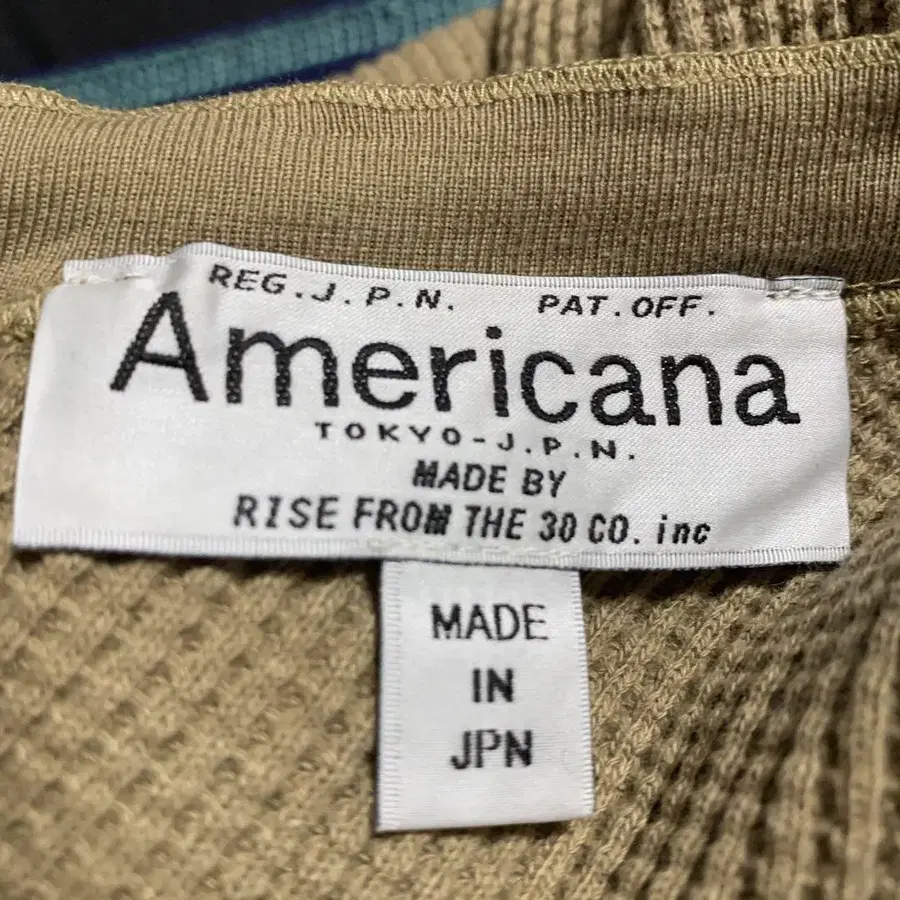 REG.J.P.N. PAT.OFF.
Americana
TOKYO-J.P.N.
MADE BY
RISE FROM THE 30 CO. inc
MADE
IN
JPN